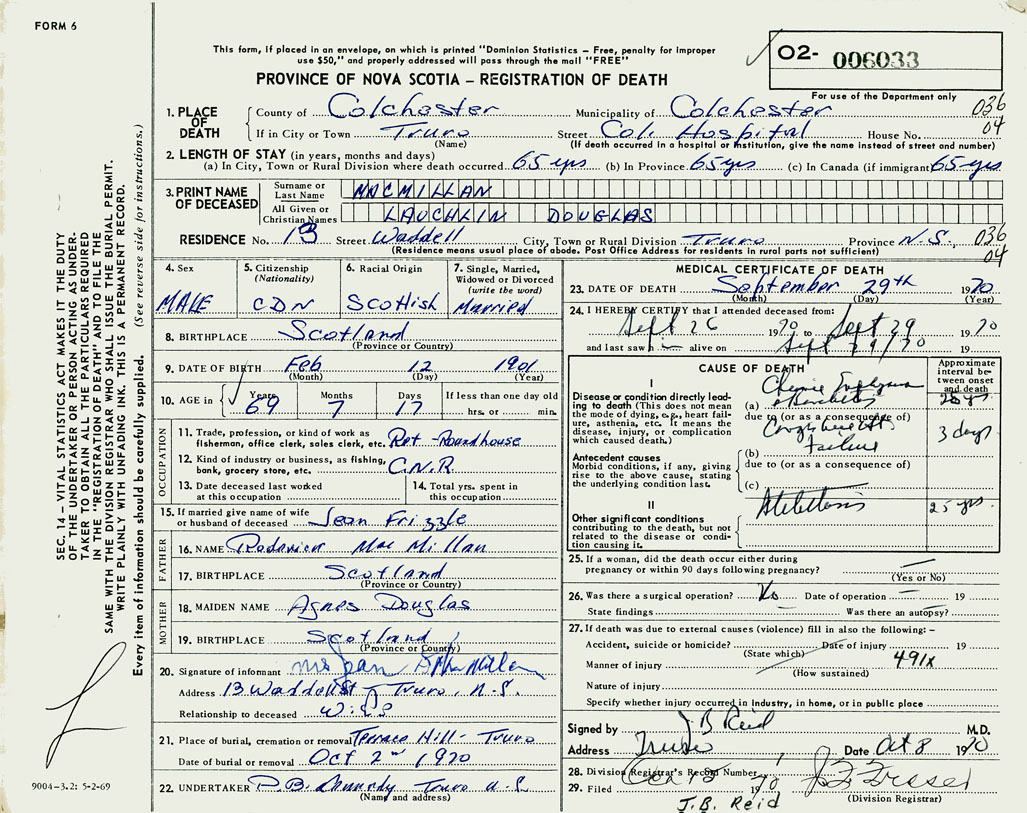 FORM 6
This form, if placed in an envelope, on which is printed "Dominion Statistics – Free, penalty for improper
use $50," and properly addressed will pass through the mail "FREE"
PROVINCE OF NOVA SCOTIA – REGISTRATION OF DEATH
02- 006033
For use of the Department only
036
04
1. PLACE OF DEATH
County of Colchester Municipality of Colchester
If in City or Town Truro Street Col. Hospital House No.
(Name) (If death occurred in a hospital or institution, give the name instead of street and number)
2. LENGTH OF STAY (in years, months and days)
(a) In City, Town or Rural Division where death occurred 65 yrs (b) In Province 65 yrs (c) In Canada (if immigrant) 65 yrs
3. PRINT NAME OF DECEASED
Surname or Last Name MACMILLAN
All Given or Christian Names LAUCHLIN DOUGLAS
RESIDENCE No. 13 Street Waddell City, Town or Rural Division Truro Province N.S. 036
04
(Residence means usual place of abode. Post Office Address for residents in rural parts not sufficient)
4. Sex
MALE
5. Citizenship (Nationality)
CDN
6. Racial Origin
Scottish
7. Single, Married, Widowed or Divorced (write the word)
Married
8. BIRTHPLACE Scotland
(Province or Country)
9. DATE OF BIRTH Feb 12 1901
(Month) (Day) (Year)
10. AGE in Years Months Days If less than one day old
69 7 17 hrs. or min.
OCCUPATION
11. Trade, profession, or kind of work as
fisherman, office clerk, sales clerk, etc. Ret - Roundhouse
12. Kind of industry or business, as fishing,
bank, grocery store, etc. C.N.R.
13. Date deceased last worked
at this occupation
14. Total yrs. spent in
this occupation
15. If married give name of wife
or husband of deceased Jean Frizzle
FATHER
16. NAME Roderick Mac Millan
17. BIRTHPLACE Scotland
(Province or Country)
MOTHER
18. MAIDEN NAME Agnes Douglas
19. BIRTHPLACE Scotland
(Province or Country)
20. Signature of informant Mrs Jean MacMillan
Address 13 Waddell St Truro, N.S.
Relationship to deceased Wife
21. Place of burial, cremation or removal Terrace Hill - Truro
Date of burial or removal Oct 2nd 1970
22. UNDERTAKER Truro N.S.
(Name and address)
MEDICAL CERTIFICATE OF DEATH
23. DATE OF DEATH September 29th 1970
(Month) (Day) (Year)
24. I HEREBY CERTIFY that I attended deceased from:
Sept 26 1970 to Sept 29 1970
and last saw h im alive on Sept 29/70 19
CAUSE OF DEATH
Approximate interval between onset and death
I
Disease or condition directly leading to death (This does not mean
the mode of dying, e.g., heart failure, asthenia, etc. It means the
disease, injury, or complication
which caused death.)
(a) Chronic
due to (or as a consequence of)
Failure
3 days
Antecedent causes
Morbid conditions, if any, giving
rise to the above cause, stating
the underlying condition last.
(b)
due to (or as a consequence of)
(c)
II
Other significant conditions
contributing to the death, but not
related to the disease or condition
causing it.
25 yrs
25. If a woman, did the death occur either during
pregnancy or within 90 days following pregnancy? –
(Yes or No)
26. Was there a surgical operation? No Date of operation – 19
State findings Was there an autopsy? –
27. If death was due to external causes (violence) fill in also the following: –
Accident, suicide or homicide? Date of injury 19
(State which)
Manner of injury 491x
(How sustained)
Nature of injury
Specify whether injury occurred in industry, in home, or in public place
Signed by J B Reid M.D.
Address Truro Date Oct 8 1970
28. Division Registrar's Record Number
29. Filed Oct 1970
(Division Registrar)
J.B. Reid
SEC. 14 – VITAL STATISTICS ACT MAKES IT THE DUTY
OF THE UNDERTAKER OR PERSON ACTING AS UNDERTAKER
TO OBTAIN ALL THE PARTICULARS REQUIRED
IN THE "REGISTRATION OF DEATH" AND TO FILE THE
SAME WITH THE DIVISION REGISTRAR WHO SHALL ISSUE THE BURIAL PERMIT.
WRITE PLAINLY WITH UNFADING INK. THIS IS A PERMANENT RECORD.
Every item of information should be carefully supplied. (See reverse side for instructions.)
9004-3.2: 5-2-69